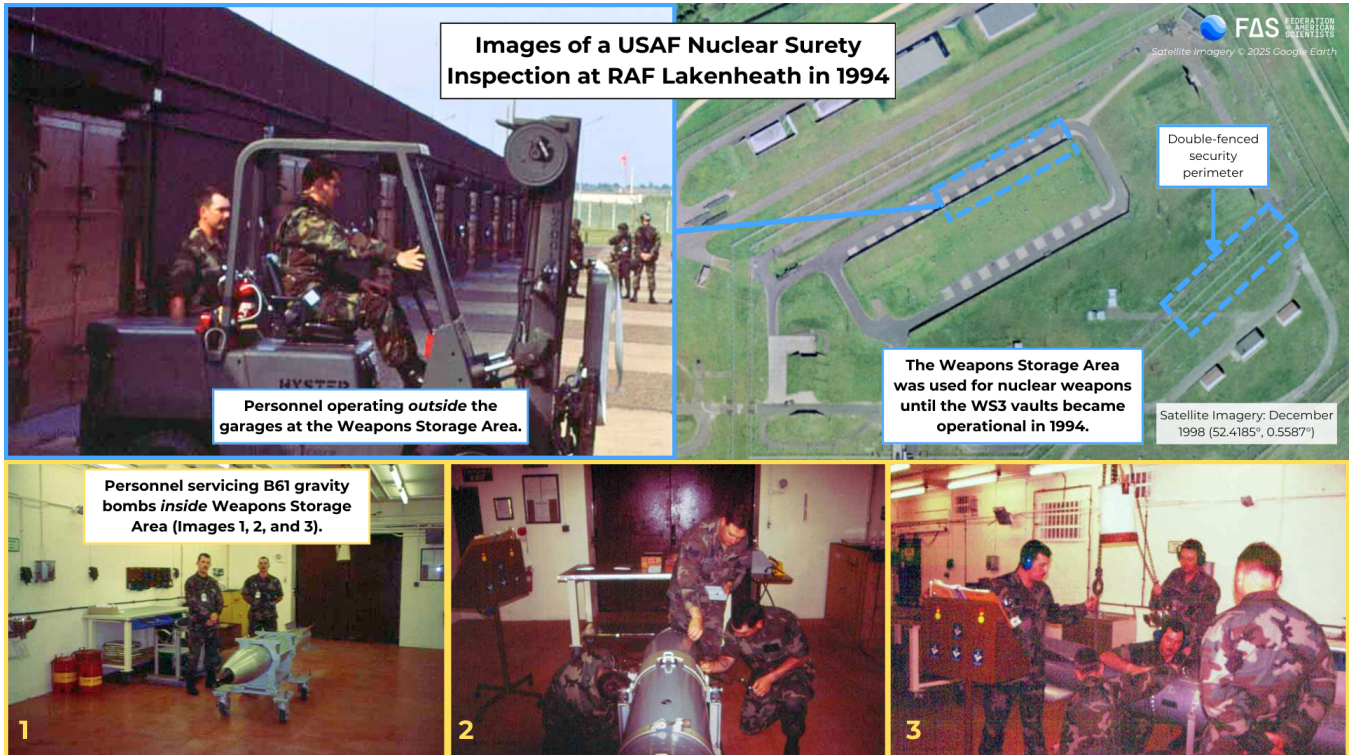 Images of a USAF Nuclear Surety
Inspection at RAF Lakenheath in 1994
FAS
FEDERATION
OF AMERICAN
SCIENTISTS
Satellite Imagery © 2025 Google Earth
Double-fenced
security
perimeter
HYSTER
Personnel operating outside the
garages at the Weapons Storage Area.
The Weapons Storage Area
was used for nuclear weapons
until the WS3 vaults became
operational in 1994.
Satellite Imagery: December
1998 (52.4185°, 0.5587°)
Personnel servicing B61 gravity
bombs inside Weapons Storage
Area (Images 1, 2, and 3).
1
2
3